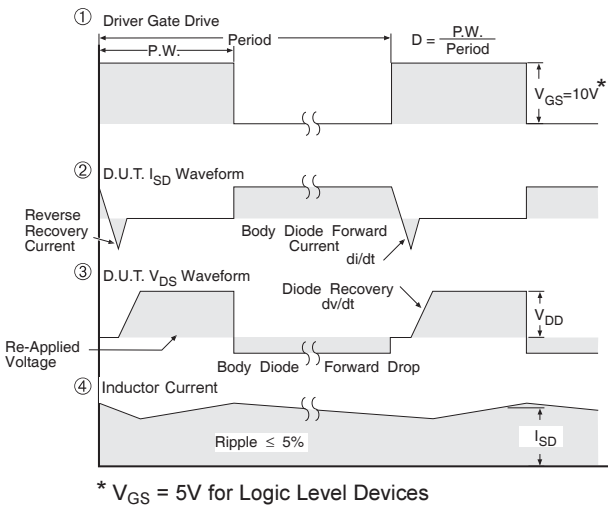 ① Driver Gate Drive
P.W.
Period
D = P.W.
Period
V_GS=10V*
② D.U.T. I_SD Waveform
Reverse
Recovery
Current
Body Diode Forward
Current
di/dt
③ D.U.T. V_DS Waveform
Diode Recovery
dv/dt
V_DD
Re-Applied
Voltage
Body Diode Forward Drop
④ Inductor Current
Ripple ≤ 5%
I_SD
* V_GS = 5V for Logic Level Devices